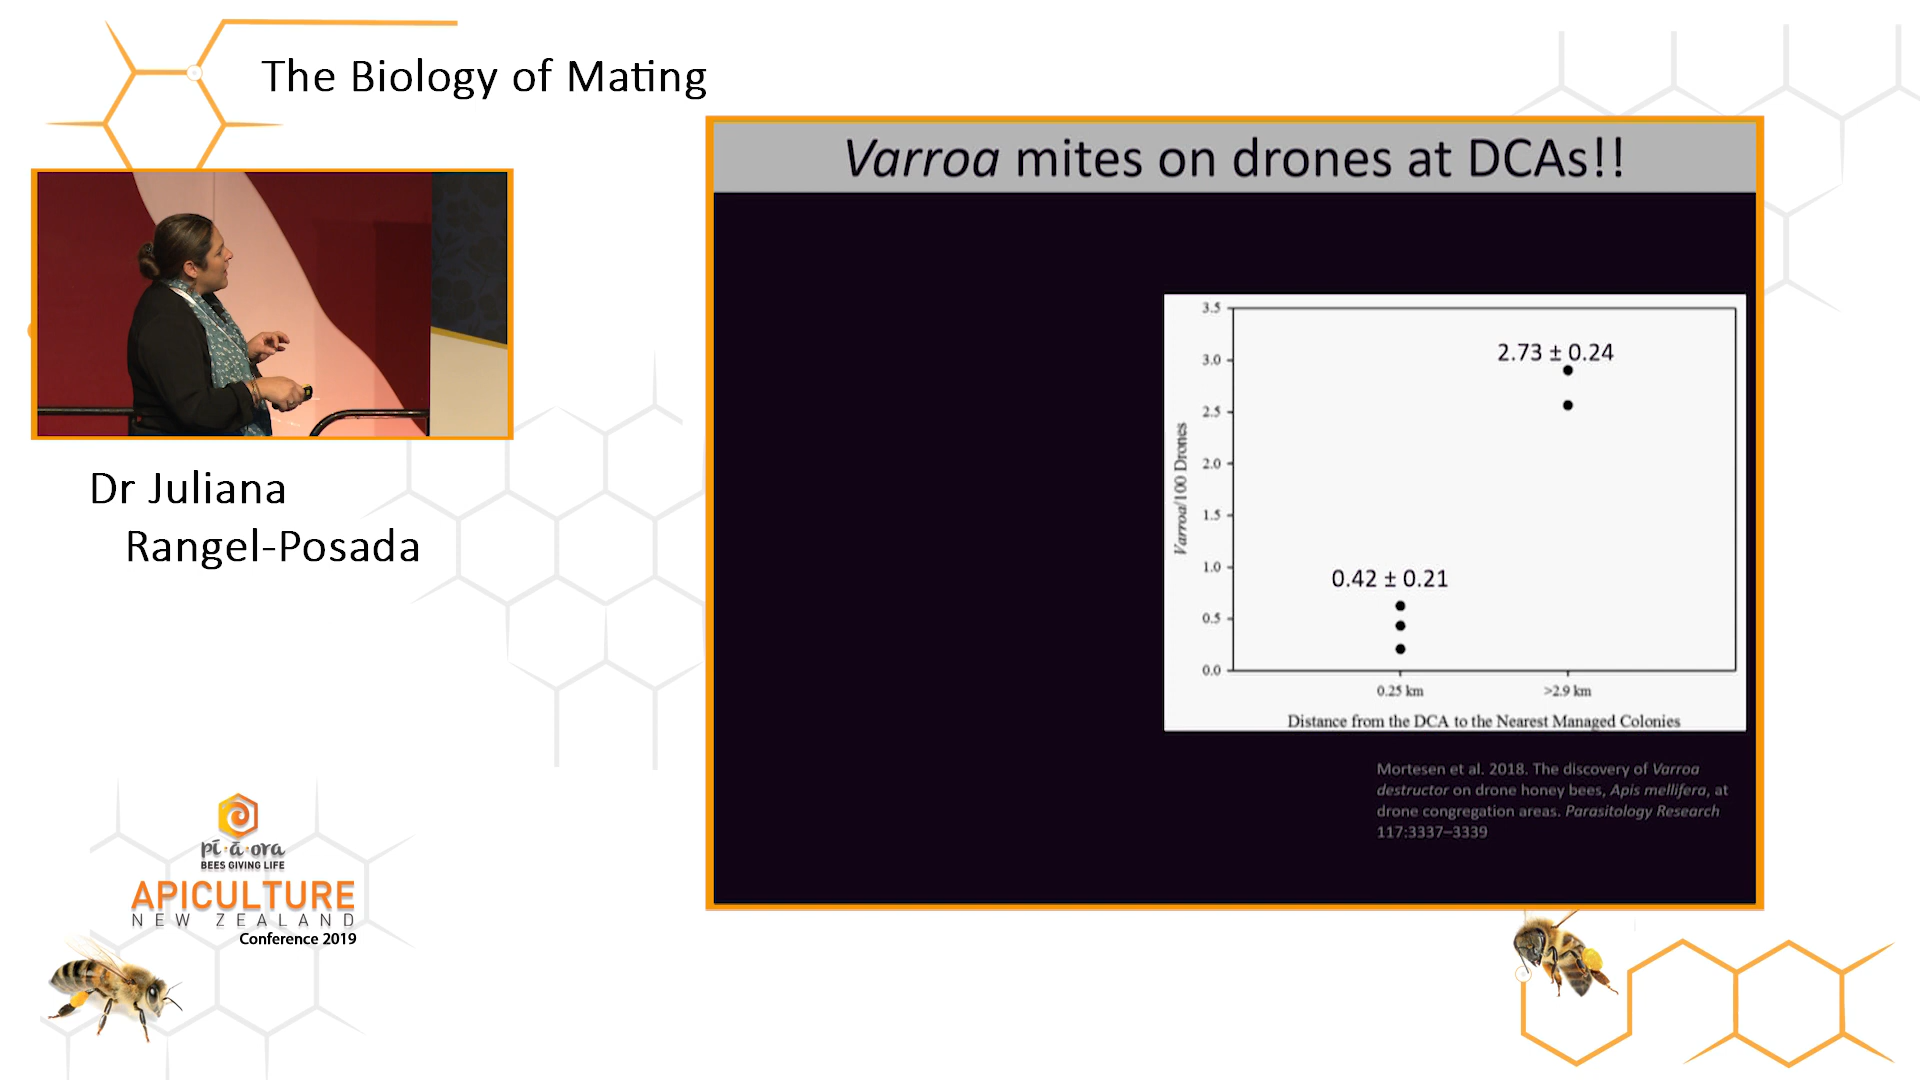 The Biology of Mating
Varroa mites on drones at DCAs!!
Dr Juliana
Rangel-Posada
3.5
3.0
2.5
2.0
1.5
1.0
0.5
0.0
Varroa/100 Drones
2.73 ± 0.24
0.42 ± 0.21
0.25 km
>2.9 km
Distance from the DCA to the Nearest Managed Colonies
Mortesen et al. 2018. The discovery of Varroa
destructor on drone honey bees, Apis mellifera, at
drone congregation areas. Parasitology Research
117:3337–3339
pī·ā·ora
BEES GIVING LIFE
APICULTURE
NEW ZEALAND
Conference 2019